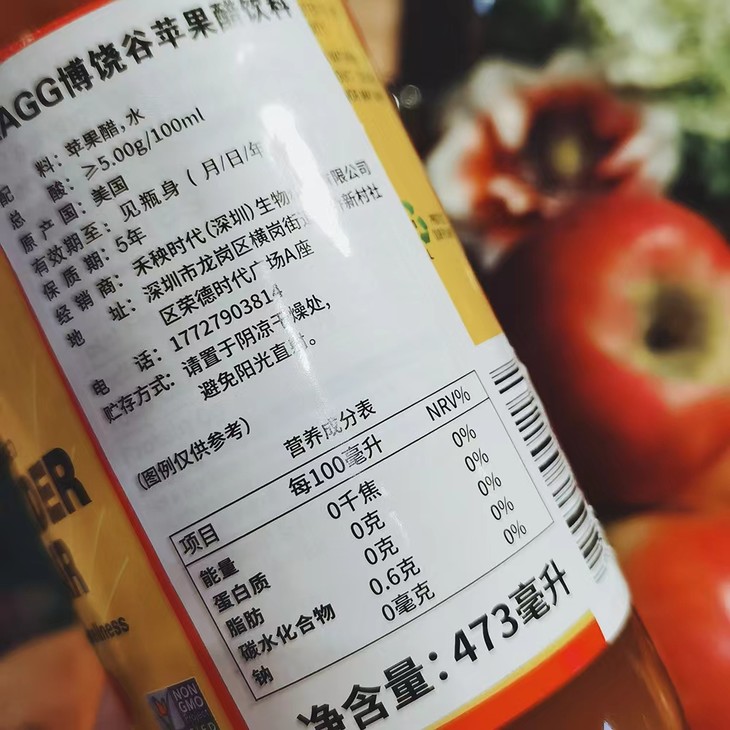 AGG博饶谷苹果醋饮料
配 料：苹果醋，水
总 酸：≥5.00g/100ml
原产国：美国
有效期至：见瓶身（月/日/年
保质期：5年
经销商：禾秧时代（深圳）生物 有限公司
地 址：深圳市龙岗区横岗街 新村社
区荣德时代广场A座
电 话：17727903814
贮存方式：请置于阴凉干燥处，
避免阳光直射。
(图例仅供参考)
营养成分表
项目 每100毫升 NRV%
能量 0千焦 0%
蛋白质 0克 0%
脂肪 0克 0%
碳水化合物 0.6克 0%
钠 0毫克 0%
净含量：473毫升
DER
AR
NON
GMO